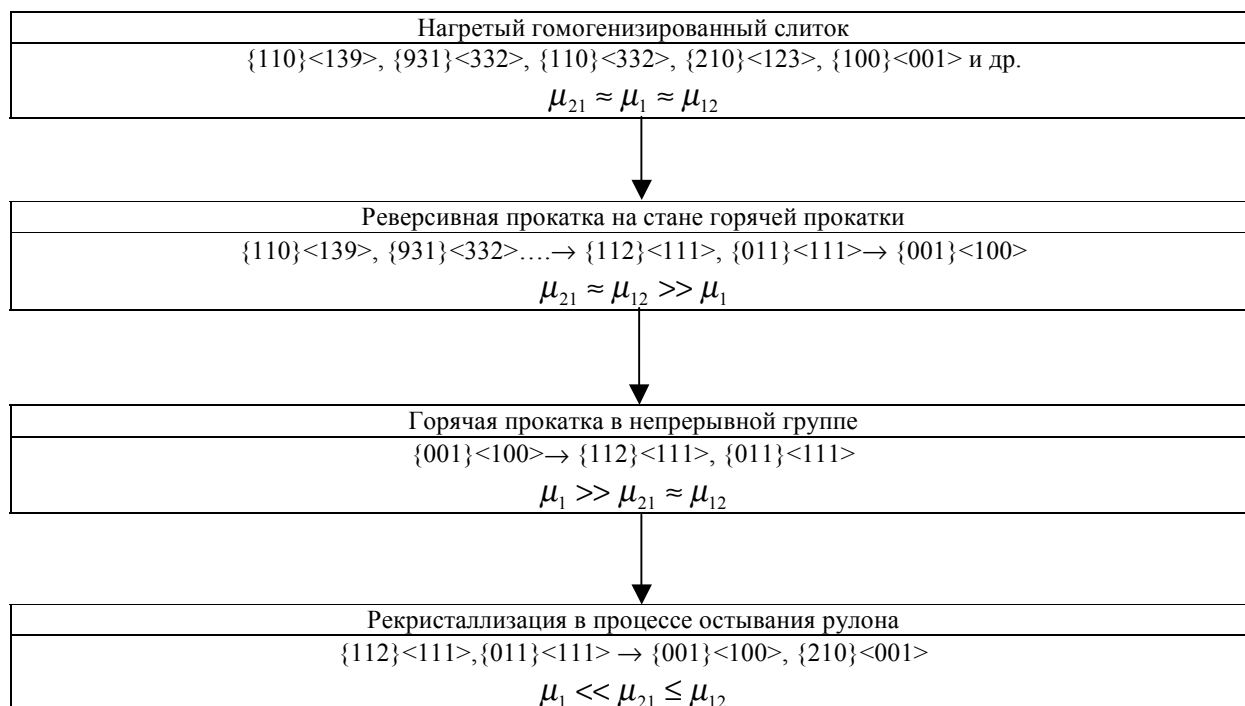 Нагретый гомогенизированный слиток
{110}<139>, {931}<332>, {110}<332>, {210}<123>, {100}<001> и др.
μ₂₁ ≈ μ₁ ≈ μ₁₂
Реверсивная прокатка на стане горячей прокатки
{110}<139>, {931}<332>….→ {112}<111>, {011}<111>→ {001}<100>
μ₂₁ ≈ μ₁₂ >> μ₁
Горячая прокатка в непрерывной группе
{001}<100>→ {112}<111>, {011}<111>
μ₁ >> μ₂₁ ≈ μ₁₂
Рекристаллизация в процессе остывания рулона
{112}<111>,{011}<111> → {001}<100>, {210}<001>
μ₁ << μ₂₁ ≤ μ₁₂